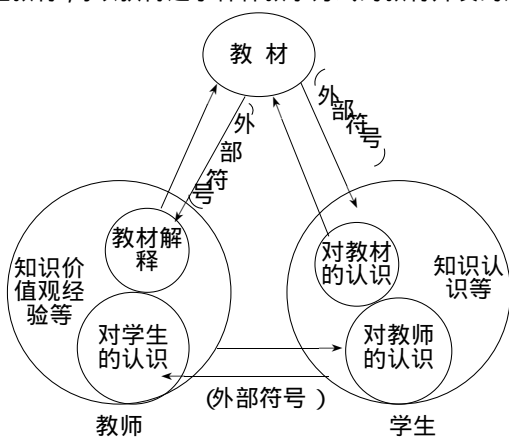 教 材
(外部符号)
(外部符号)
教材解
释
知识价
值观经
验等
对学生
的认识
对教材
的认识
知识认
识等
对教师
的认识
(外部符号 )
教师
学生